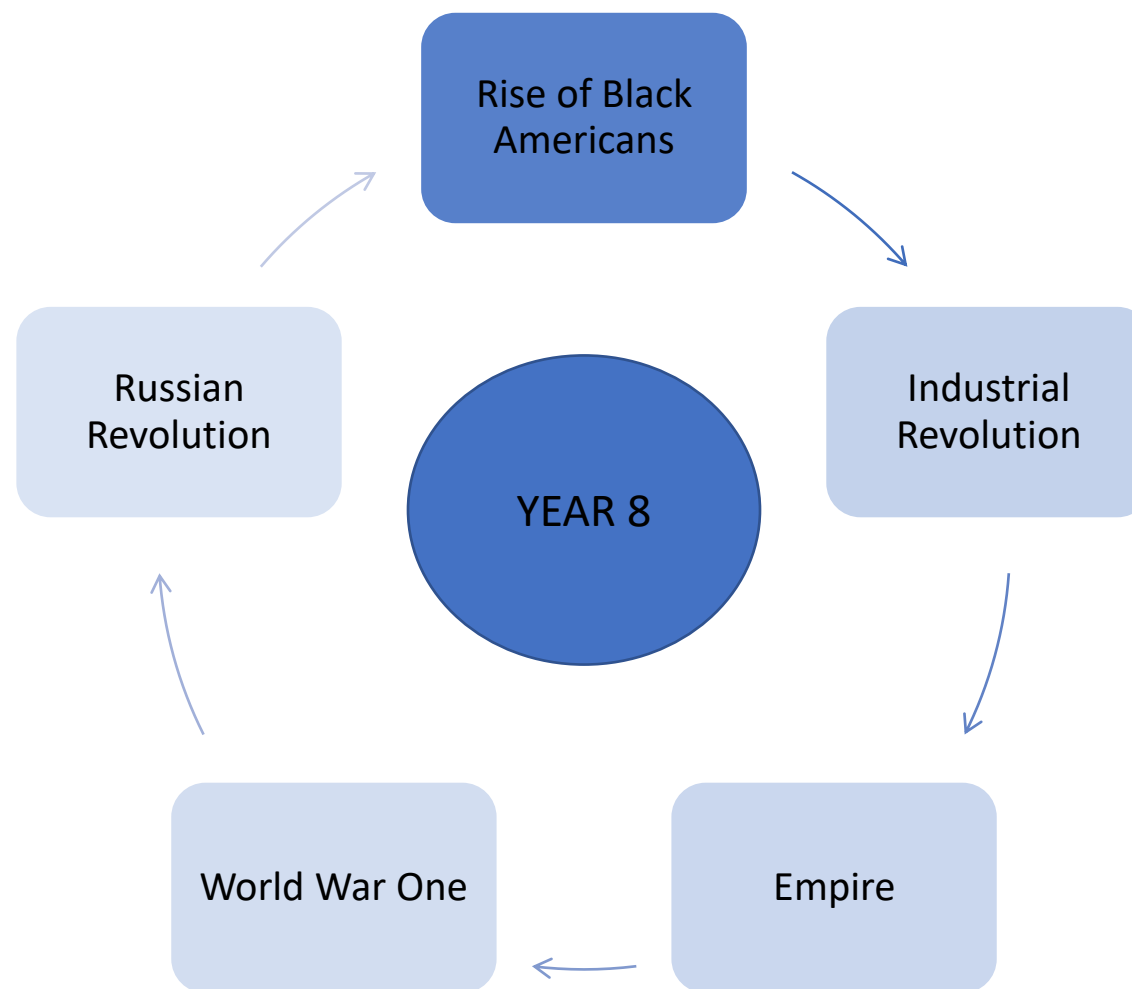 Rise of Black
Americans
Industrial
Revolution
Empire
World War One
Russian
Revolution
YEAR 8